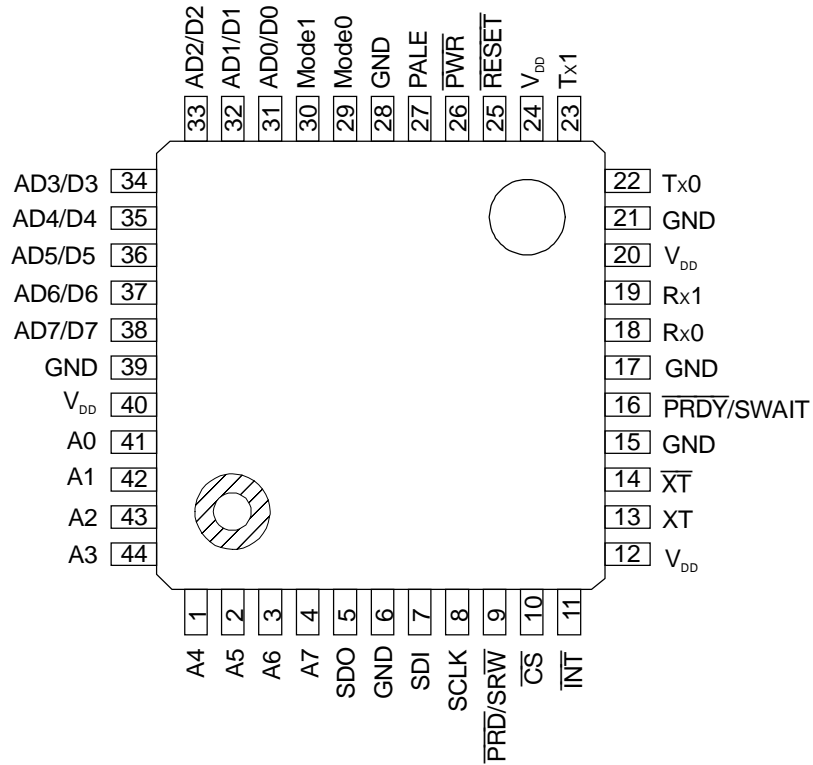 AD2/D2
AD1/D1
AD0/D0
Mode1
Mode0
GND
PALE
PWR
RESET
VDD
Tx1
33 32 31 30 29 28 27 26 25 24 23
AD3/D3 34
AD4/D4 35
AD5/D5 36
AD6/D6 37
AD7/D7 38
GND 39
VDD 40
A0 41
A1 42
A2 43
A3 44
22 Tx0
21 GND
20 VDD
19 Rx1
18 Rx0
17 GND
16 PRDY/SWAIT
15 GND
14 XT
13 XT
12 VDD
1 2 3 4 5 6 7 8 9 10 11
A4
A5
A6
A7
SDO
GND
SDI
SCLK
PRD/SRW
CS
INT